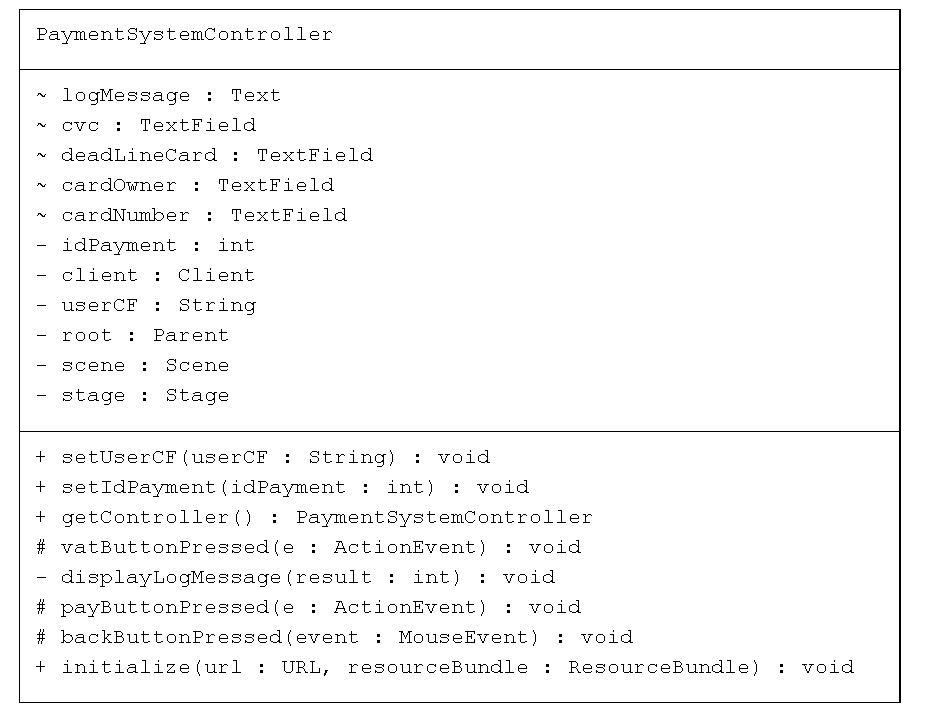 PaymentSystemController
~ logMessage : Text
~ cvc : TextField
~ deadLineCard : TextField
~ cardOwner : TextField
~ cardNumber : TextField
- idPayment : int
- client : Client
- userCF : String
- root : Parent
- scene : Scene
- stage : Stage
+ setUserCF(userCF : String) : void
+ setIdPayment(idPayment : int) : void
+ getController() : PaymentSystemController
# vatButtonPressed(e : ActionEvent) : void
- displayLogMessage(result : int) : void
# payButtonPressed(e : ActionEvent) : void
# backButtonPressed(event : MouseEvent) : void
+ initialize(url : URL, resourceBundle : ResourceBundle) : void